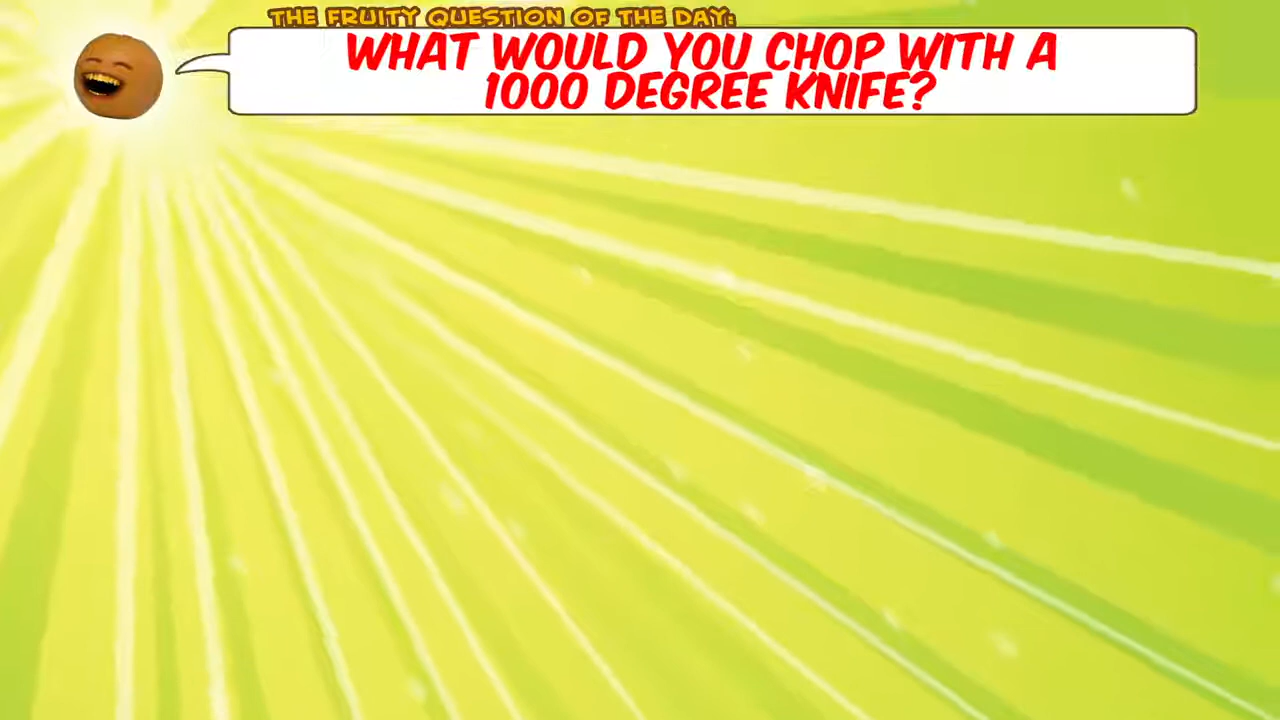 THE FRUITY QUESTION OF THE DAY:
WHAT WOULD YOU CHOP WITH A
1000 DEGREE KNIFE?